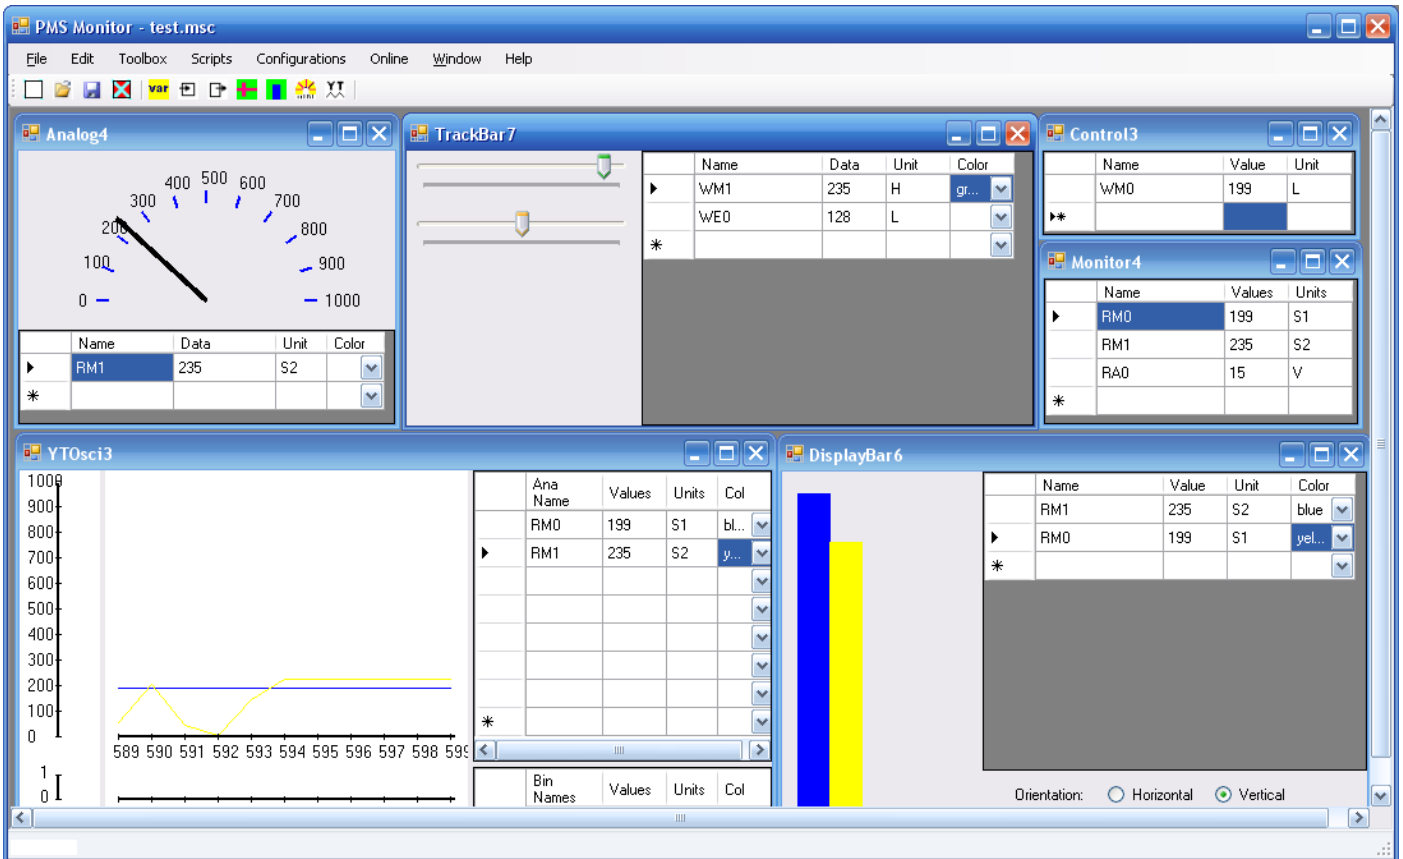 PMS Monitor - test.msc
File Edit Toolbox Scripts Configurations Online Window Help
var
YT
Analog4
0 100 200 300 400 500 600 700 800 900 1000
Name Data Unit Color
RM1 235 S2
TrackBar7
Name Data Unit Color
WM1 235 H gr...
WE0 128 L
Control3
Name Value Unit
WM0 199 L
Monitor4
Name Values Units
RM0 199 S1
RM1 235 S2
RA0 15 V
YTOsci3
1000
900
800
700
600
500
400
300
200
100
0
589 590 591 592 593 594 595 596 597 598 599
1
0
Ana Name Values Units Col
RM0 199 S1 bl...
RM1 235 S2 y...
Bin Names Values Units Col
DisplayBar6
Name Value Unit Color
RM1 235 S2 blue
RM0 199 S1 yel...
Orientation: Horizontal Vertical